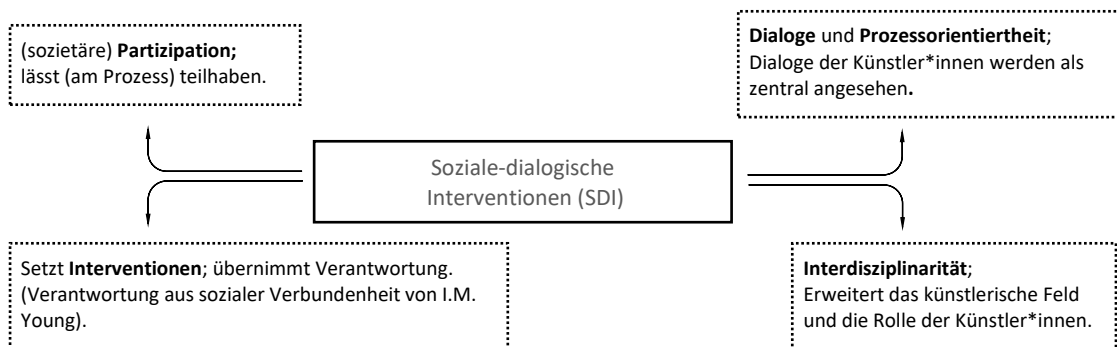 (sozietäre) Partizipation;
lässt (am Prozess) teilhaben.
Dialoge und Prozessorientiertheit;
Dialoge der Künstler*innen werden als
zentral angesehen.
Soziale-dialogische
Interventionen (SDI)
Setzt Interventionen; übernimmt Verantwortung.
(Verantwortung aus sozialer Verbundenheit von I.M.
Young).
Interdisziplinarität;
Erweitert das künstlerische Feld
und die Rolle der Künstler*innen.